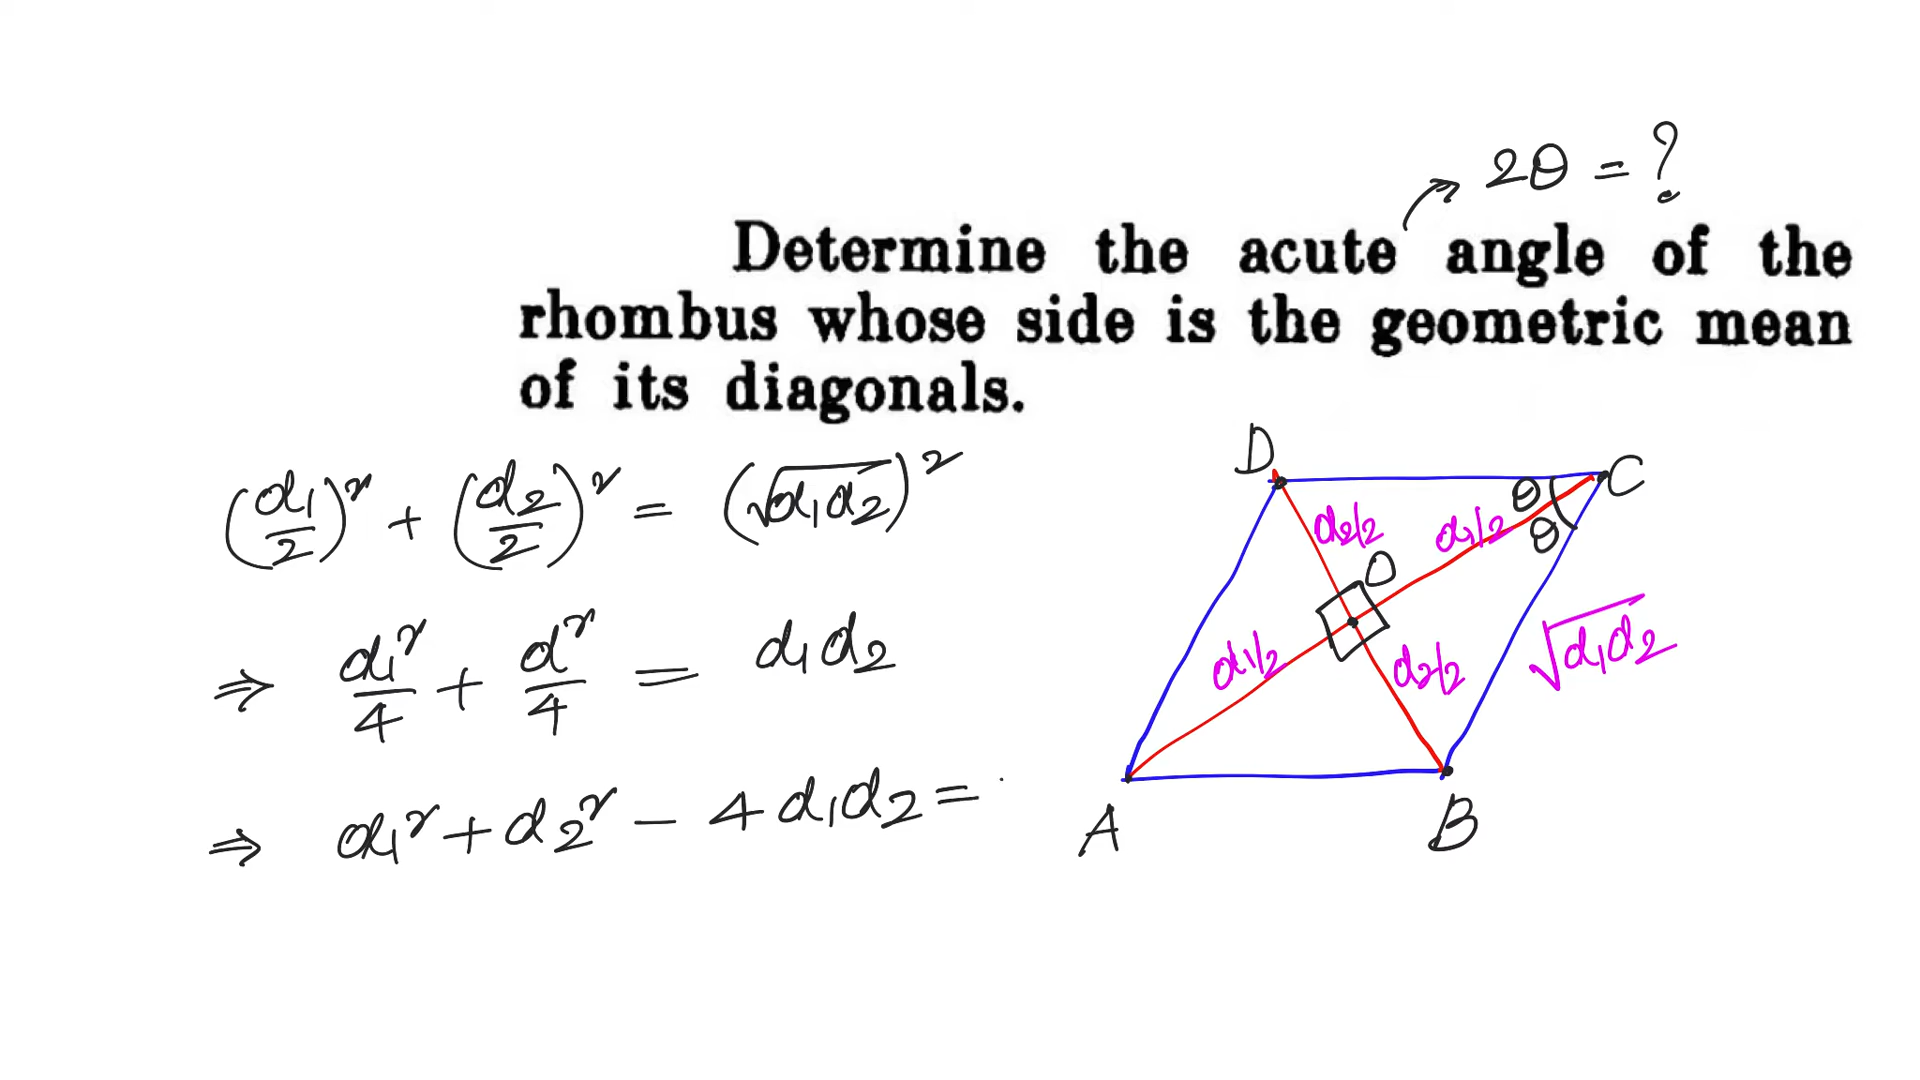 2θ = ?
Determine the acute angle of the
rhombus whose side is the geometric mean
of its diagonals.
(d₁/2)² + (d₂/2)² = (√d₁d₂)²
⇒ d₁²/4 + d²/4 = d₁d₂
⇒ d₁² + d₂² − 4d₁d₂ =
D
C
θ
θ
d₂/2
d₁/2
O
d₁/2
d₂/2
√d₁d₂
A
B